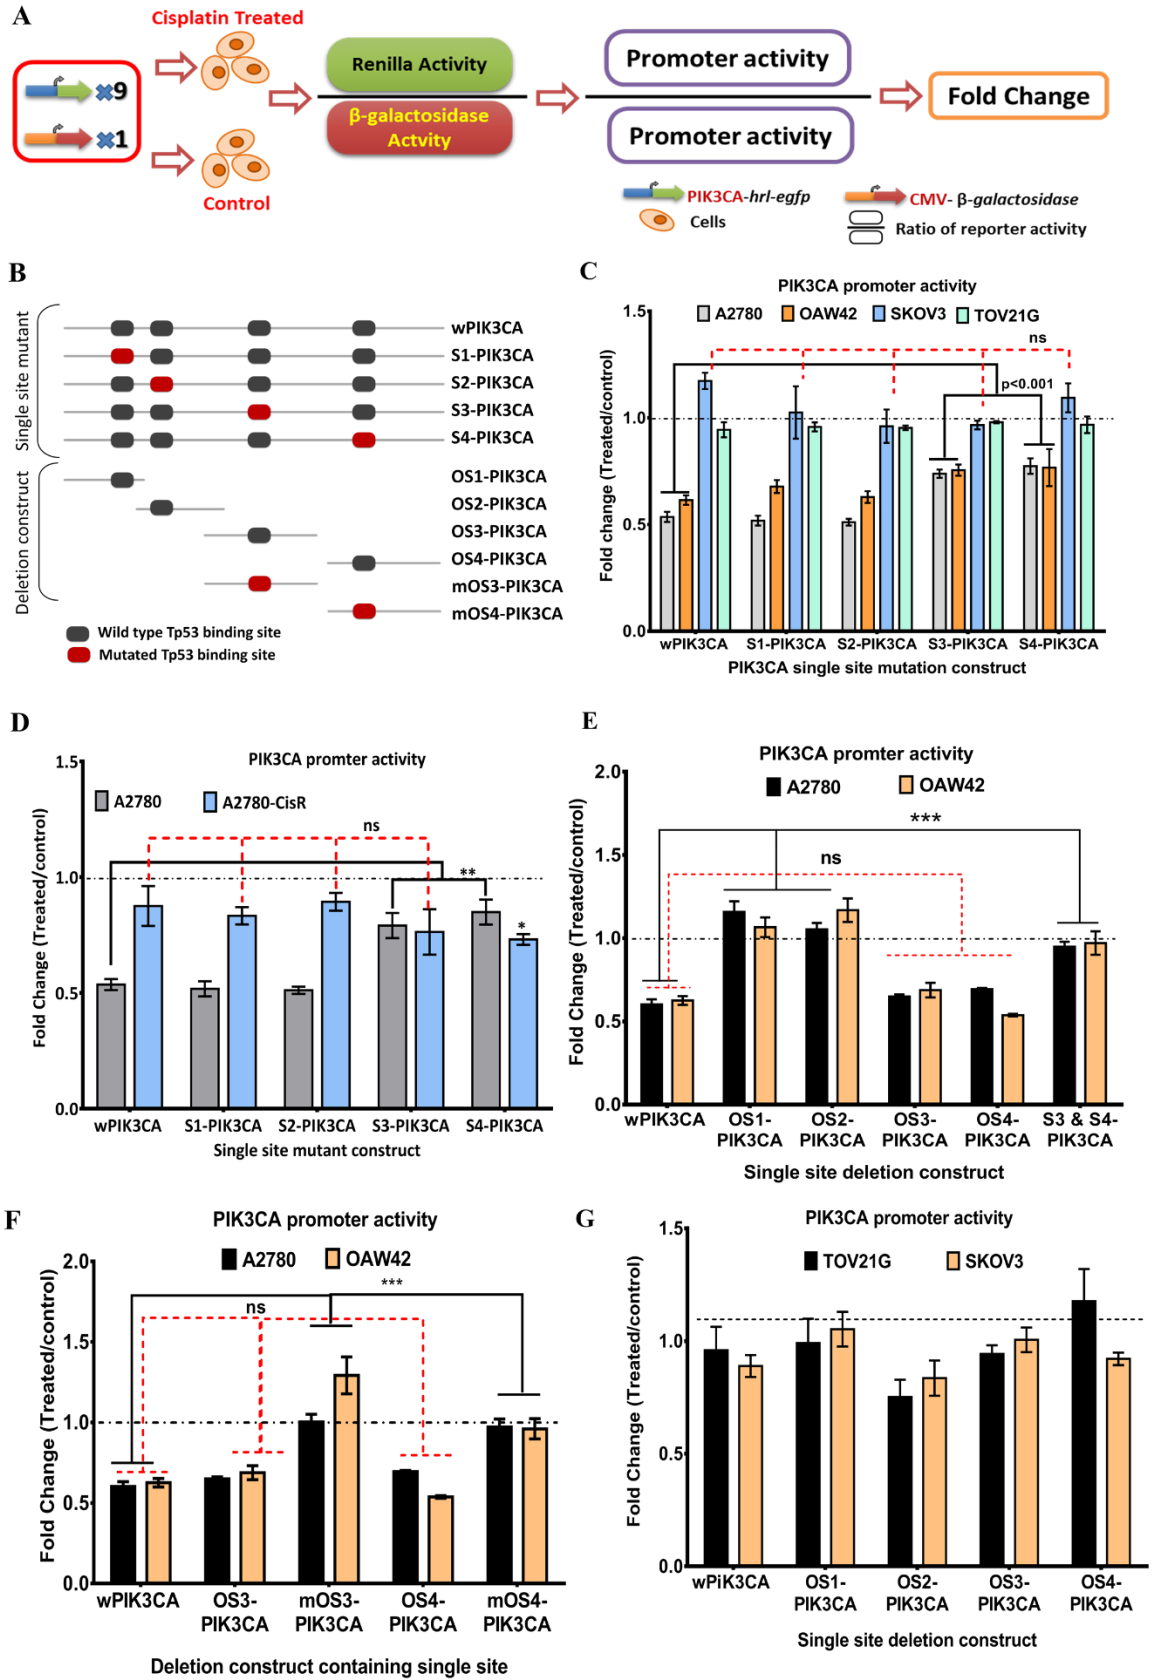 A
Cisplatin Treated
×9
×1
Control
Renilla Activity
β-galactosidase
Actvity
Promoter activity
Promoter activity
Fold Change
PIK3CA-hrl-egfp
CMV- β-galactosidase
Cells
Ratio of reporter activity
B
Single site mutant
wPIK3CA
S1-PIK3CA
S2-PIK3CA
S3-PIK3CA
S4-PIK3CA
Deletion construct
OS1-PIK3CA
OS2-PIK3CA
OS3-PIK3CA
OS4-PIK3CA
mOS3-PIK3CA
mOS4-PIK3CA
Wild type Tp53 binding site
Mutated Tp53 binding site
C
PIK3CA promoter activity
A2780 OAW42 SKOV3 TOV21G
ns
p<0.001
Fold change (Treated/control)
1.5
1.0
0.5
0.0
wPIK3CA S1-PIK3CA S2-PIK3CA S3-PIK3CA S4-PIK3CA
PIK3CA single site mutation construct
D
PIK3CA promter activity
A2780 A2780-CisR
ns
**
*
Fold Change (Treated/control)
1.5
1.0
0.5
0.0
wPIK3CA S1-PIK3CA S2-PIK3CA S3-PIK3CA S4-PIK3CA
Single site mutant construct
E
PIK3CA promter activity
A2780 OAW42
***
ns
Fold Change (Treated/control)
2.0
1.5
1.0
0.5
0.0
wPIK3CA OS1- OS2- OS3- OS4- S3 & S4-
PIK3CA PIK3CA PIK3CA PIK3CA PIK3CA
Single site deletion construct
F
PIK3CA promoter activity
A2780 OAW42
***
ns
Fold Change (Treated/control)
2.0
1.5
1.0
0.5
0.0
wPIK3CA OS3- mOS3- OS4- mOS4-
PIK3CA PIK3CA PIK3CA PIK3CA
Deletion construct containing single site
G
PIK3CA promoter activity
TOV21G SKOV3
Fold Change (Treated/control)
1.5
1.0
0.5
0.0
wPiK3CA OS1- OS2- OS3- OS4-
PIK3CA PIK3CA PIK3CA PIK3CA
Single site deletion construct